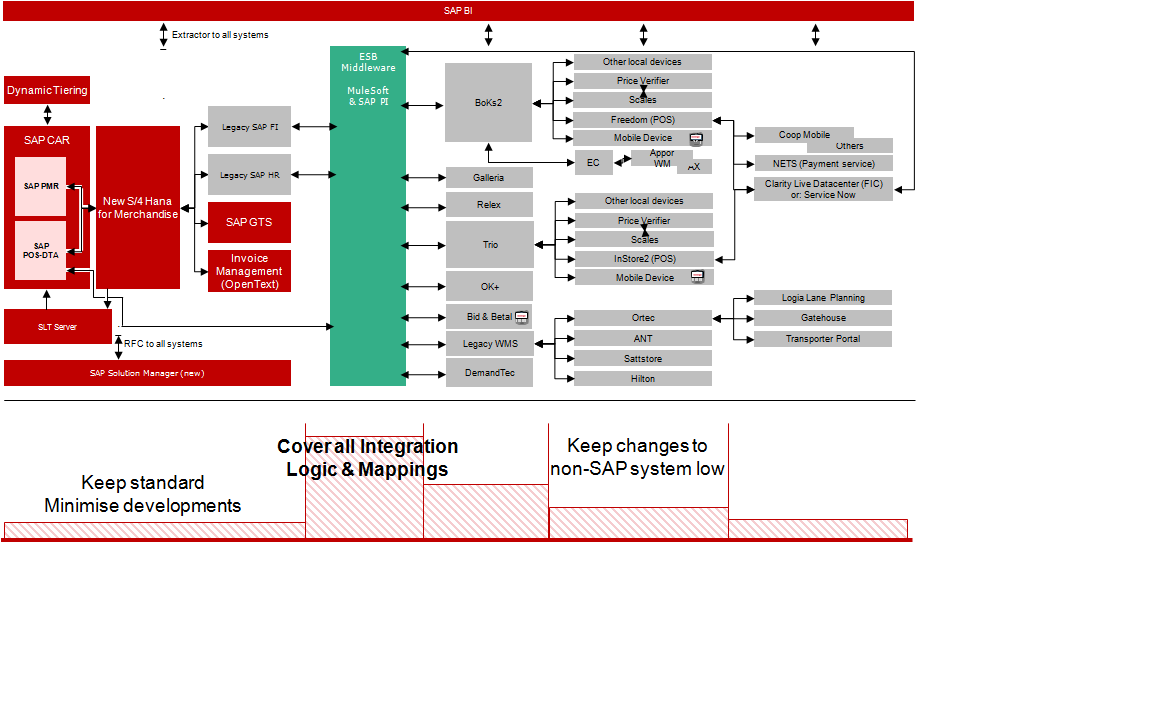 SAP BI
Extractor to all systems
Dynamic Tiering
SAP CAR
SAP PMR
SAP
POS-DTA
New S/4 Hana
for Merchandise
SLT Server
RFC to all systems
SAP Solution Manager (new)
Legacy SAP FI
Legacy SAP HR
SAP GTS
Invoice
Management
(OpenText)
ESB
Middleware
MuleSoft
& SAP PI
BoKs2
Galleria
Relex
Trio
OK+
Bid & Betal
Legacy WMS
DemandTec
Other local devices
Price Verifier
Scales
Freedom (POS)
Mobile Device
EC
Appor
WM
AX
Other local devices
Price Verifier
Scales
InStore2 (POS)
Mobile Device
Ortec
ANT
Sattstore
Hilton
Coop Mobile
Others
NETS (Payment service)
Clarity Live Datacenter (FIC)
or: Service Now
Logia Lane Planning
Gatehouse
Transporter Portal
Keep standard
Minimise developments
Cover all Integration
Logic & Mappings
Keep changes to
non-SAP system low